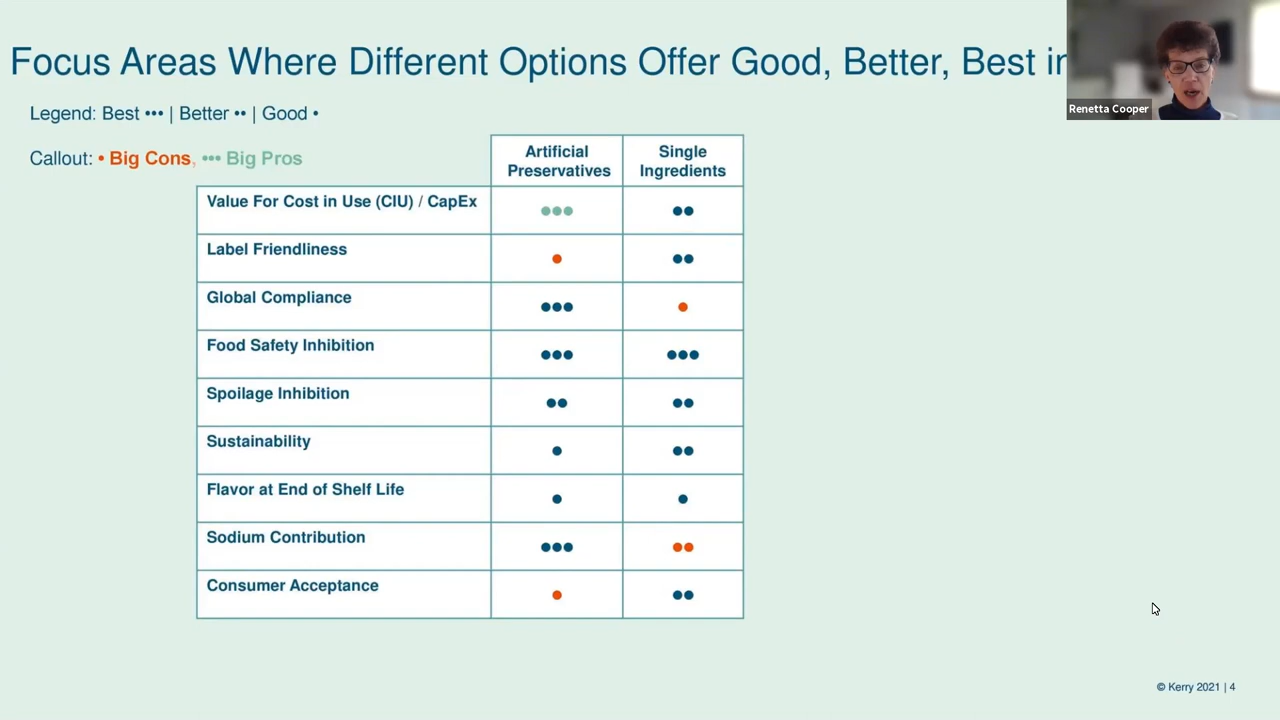 Focus Areas Where Different Options Offer Good, Better, Best in
Renetta Cooper
Legend: Best ••• | Better •• | Good •
Callout: • Big Cons, ••• Big Pros
Artificial Preservatives
Single Ingredients
Value For Cost in Use (CIU) / CapEx ••• ••
Label Friendliness • ••
Global Compliance ••• •
Food Safety Inhibition ••• •••
Spoilage Inhibition •• ••
Sustainability • ••
Flavor at End of Shelf Life • •
Sodium Contribution ••• ••
Consumer Acceptance • ••
© Kerry 2021 | 4